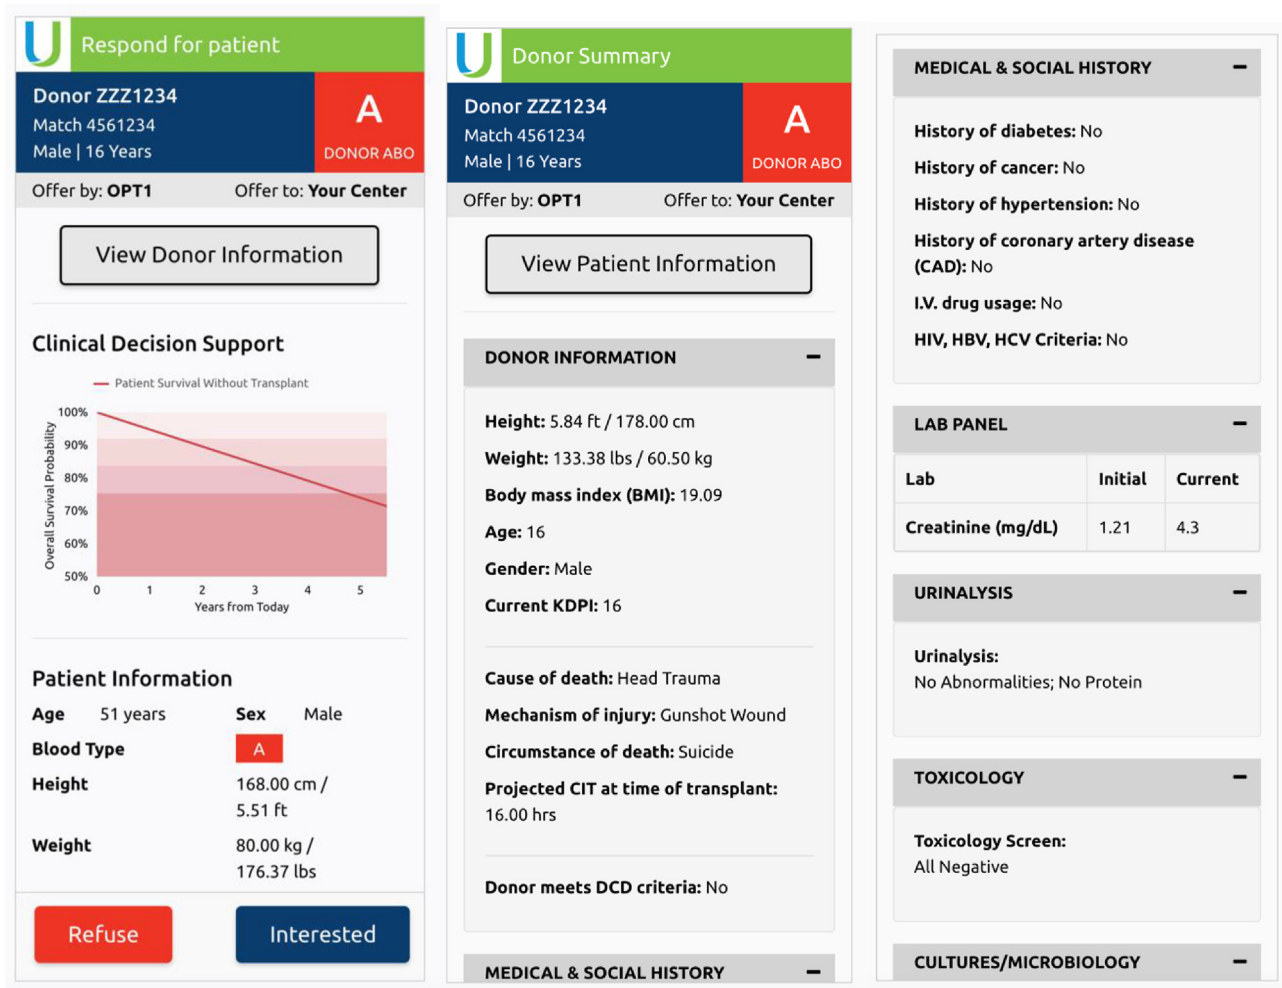 Respond for patient
Donor ZZZ1234
Match 4561234
Male | 16 Years
A
DONOR ABO
Offer by: OPT1 Offer to: Your Center
View Donor Information
Clinical Decision Support
Patient Survival Without Transplant
Overall Survival Probability
100%
90%
80%
70%
60%
50%
0 1 2 3 4 5
Years from Today
Patient Information
Age 51 years Sex Male
Blood Type A
Height 168.00 cm /
5.51 ft
Weight 80.00 kg /
176.37 lbs
Refuse Interested
Donor Summary
Donor ZZZ1234
Match 4561234
Male | 16 Years
A
DONOR ABO
Offer by: OPT1 Offer to: Your Center
View Patient Information
DONOR INFORMATION
Height: 5.84 ft / 178.00 cm
Weight: 133.38 lbs / 60.50 kg
Body mass index (BMI): 19.09
Age: 16
Gender: Male
Current KDPI: 16
Cause of death: Head Trauma
Mechanism of injury: Gunshot Wound
Circumstance of death: Suicide
Projected CIT at time of transplant:
16.00 hrs
Donor meets DCD criteria: No
MEDICAL & SOCIAL HISTORY
MEDICAL & SOCIAL HISTORY
History of diabetes: No
History of cancer: No
History of hypertension: No
History of coronary artery disease
(CAD): No
I.V. drug usage: No
HIV, HBV, HCV Criteria: No
LAB PANEL
Lab Initial Current
Creatinine (mg/dL) 1.21 4.3
URINALYSIS
Urinalysis:
No Abnormalities; No Protein
TOXICOLOGY
Toxicology Screen:
All Negative
CULTURES/MICROBIOLOGY